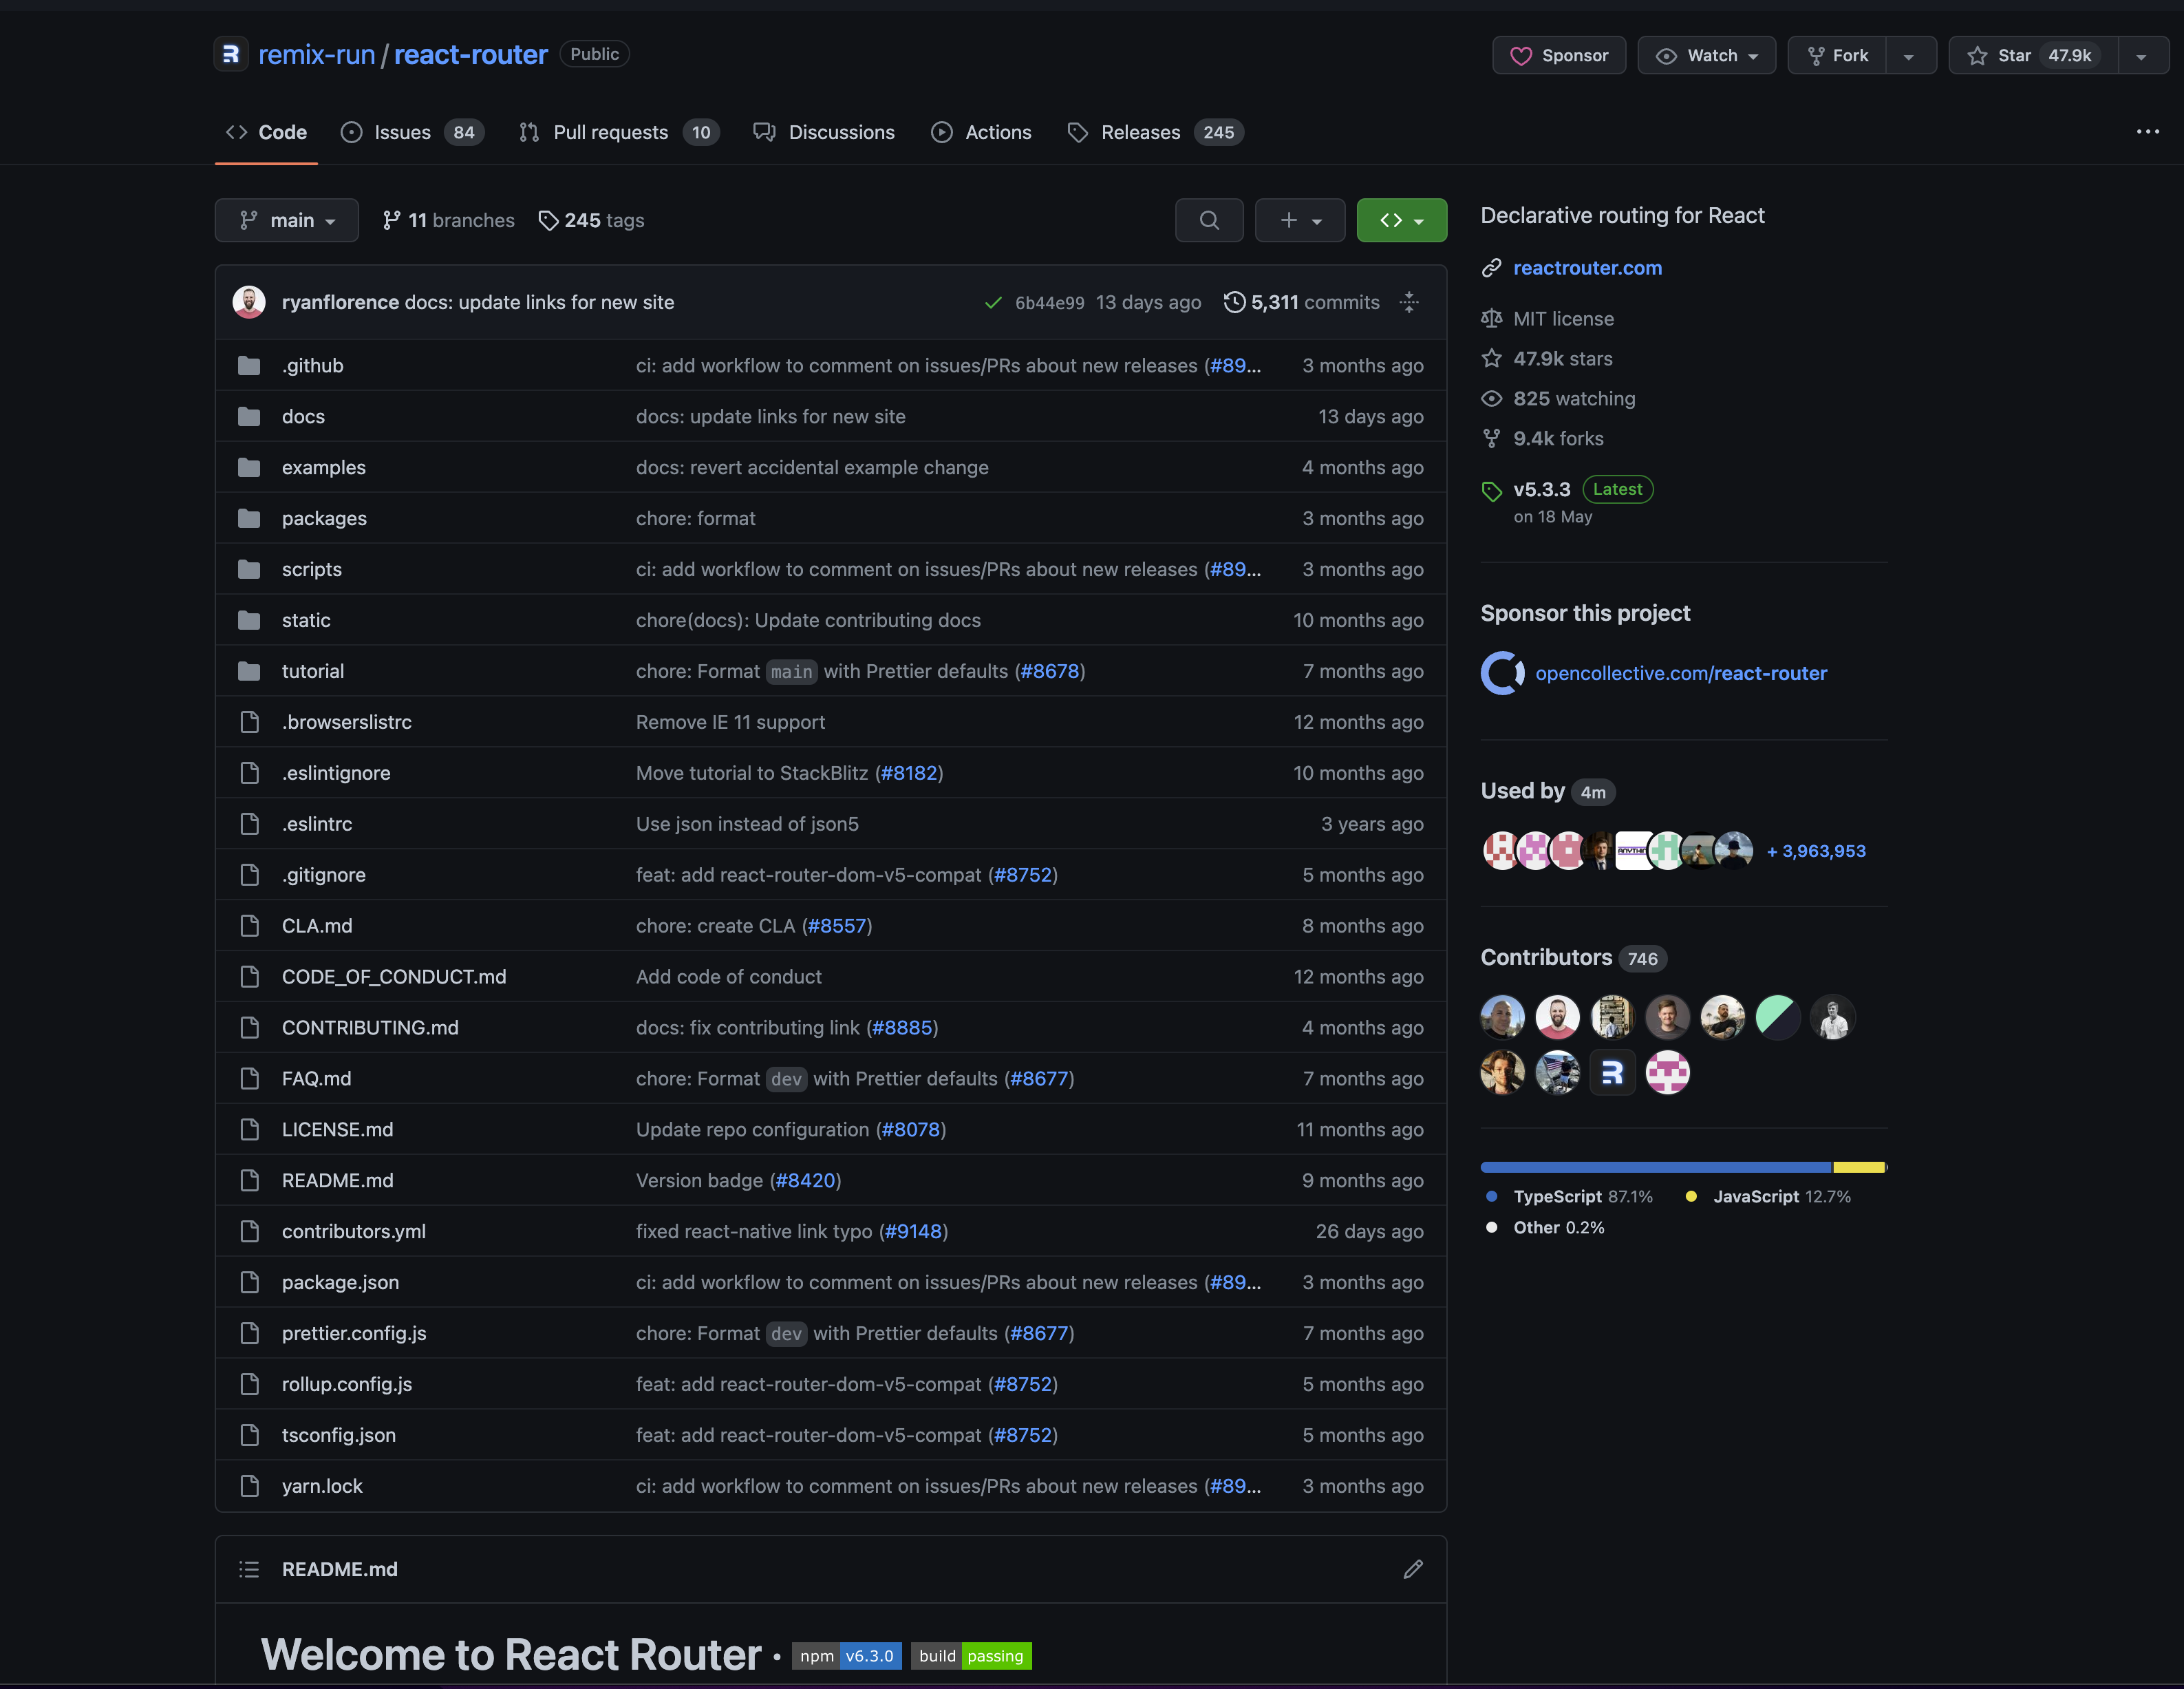 remix-run / react-router Public
Sponsor Watch Fork Star 47.9k
Code Issues 84 Pull requests 10 Discussions Actions Releases 245
main 11 branches 245 tags
ryanflorence docs: update links for new site 6b44e99 13 days ago 5,311 commits
.github ci: add workflow to comment on issues/PRs about new releases (#89... 3 months ago
docs docs: update links for new site 13 days ago
examples docs: revert accidental example change 4 months ago
packages chore: format 3 months ago
scripts ci: add workflow to comment on issues/PRs about new releases (#89... 3 months ago
static chore(docs): Update contributing docs 10 months ago
tutorial chore: Format main with Prettier defaults (#8678) 7 months ago
.browserslistrc Remove IE 11 support 12 months ago
.eslintignore Move tutorial to StackBlitz (#8182) 10 months ago
.eslintrc Use json instead of json5 3 years ago
.gitignore feat: add react-router-dom-v5-compat (#8752) 5 months ago
CLA.md chore: create CLA (#8557) 8 months ago
CODE_OF_CONDUCT.md Add code of conduct 12 months ago
CONTRIBUTING.md docs: fix contributing link (#8885) 4 months ago
FAQ.md chore: Format dev with Prettier defaults (#8677) 7 months ago
LICENSE.md Update repo configuration (#8078) 11 months ago
README.md Version badge (#8420) 9 months ago
contributors.yml fixed react-native link typo (#9148) 26 days ago
package.json ci: add workflow to comment on issues/PRs about new releases (#89... 3 months ago
prettier.config.js chore: Format dev with Prettier defaults (#8677) 7 months ago
rollup.config.js feat: add react-router-dom-v5-compat (#8752) 5 months ago
tsconfig.json feat: add react-router-dom-v5-compat (#8752) 5 months ago
yarn.lock ci: add workflow to comment on issues/PRs about new releases (#89... 3 months ago
README.md
Welcome to React Router · npm v6.3.0 build passing
Declarative routing for React
reactrouter.com
MIT license
47.9k stars
825 watching
9.4k forks
v5.3.3 Latest
on 18 May
Sponsor this project
opencollective.com/react-router
Used by 4m
+ 3,963,953
Contributors 746
TypeScript 87.1% JavaScript 12.7%
Other 0.2%